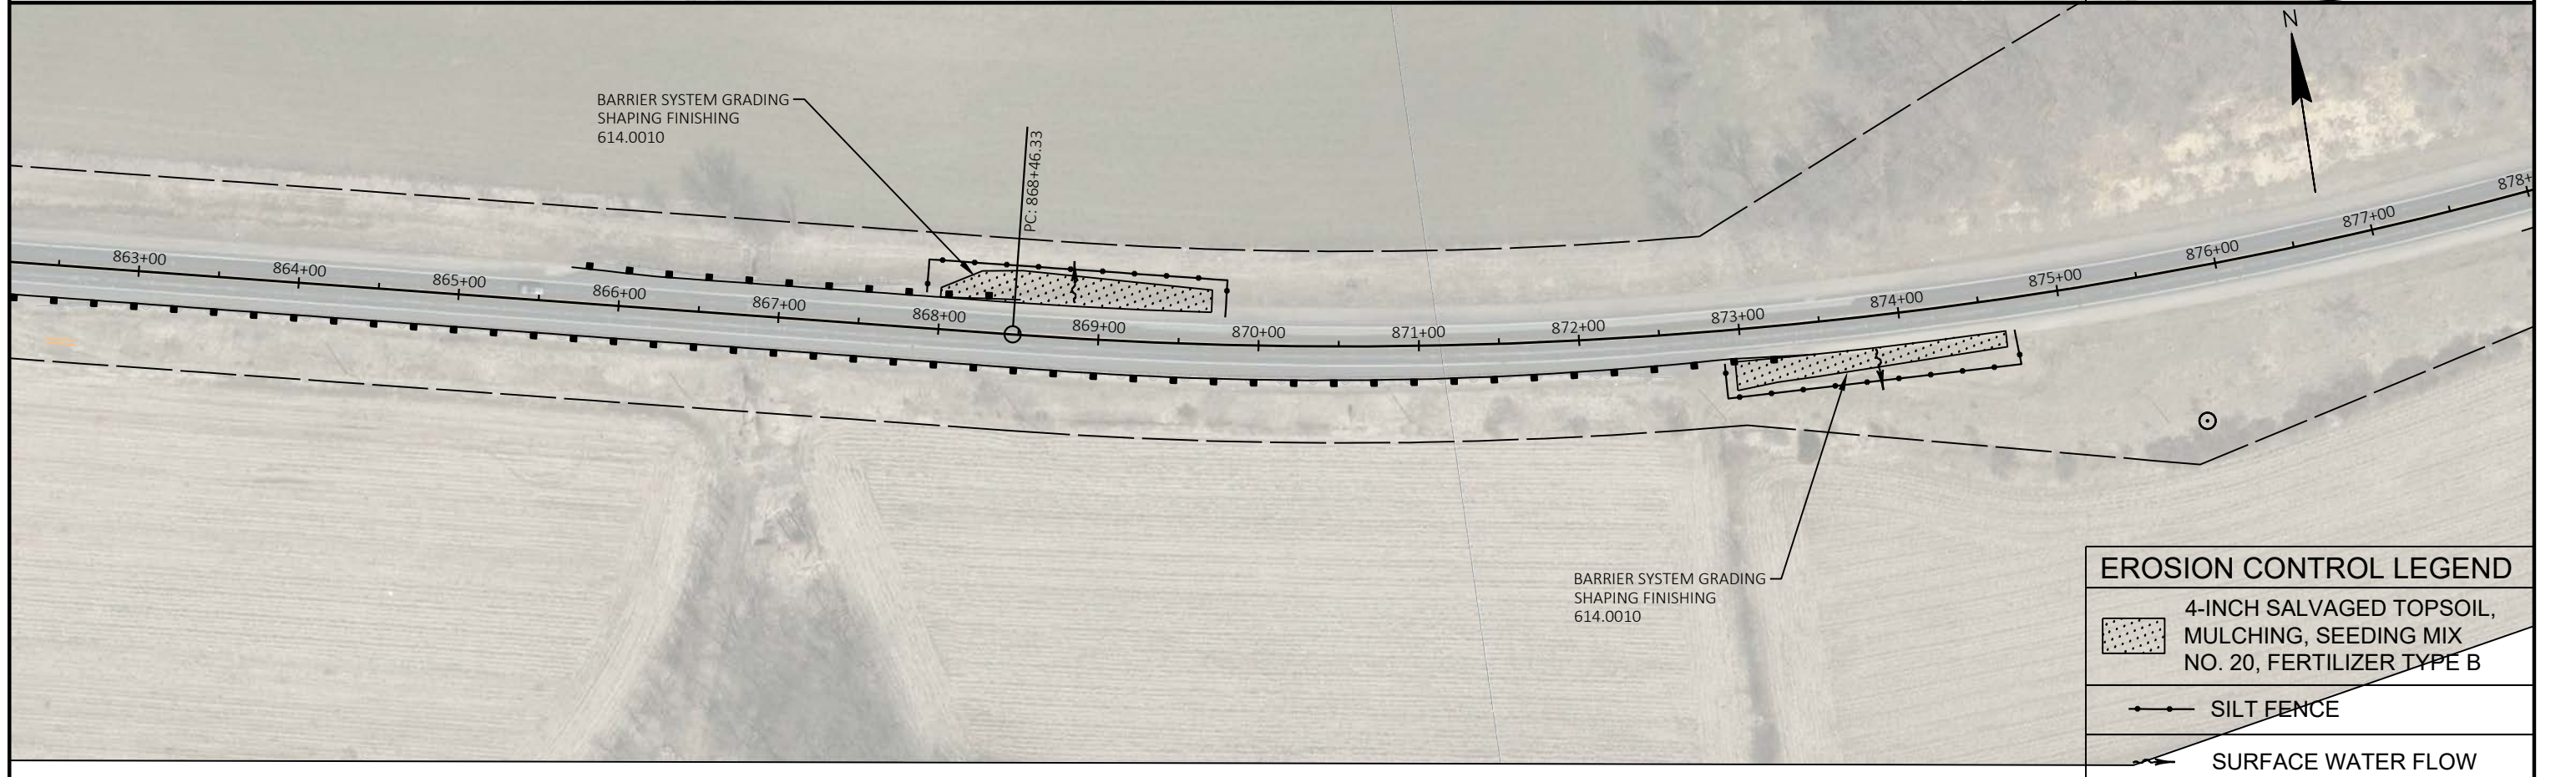 N
BARRIER SYSTEM GRADING
SHAPING FINISHING
614.0010
PC: 868+46.33
863+00
864+00
865+00
866+00
867+00
868+00
869+00
870+00
871+00
872+00
873+00
874+00
875+00
876+00
877+00
878+
BARRIER SYSTEM GRADING
SHAPING FINISHING
614.0010
EROSION CONTROL LEGEND
4-INCH SALVAGED TOPSOIL,
MULCHING, SEEDING MIX
NO. 20, FERTILIZER TYPE B
SILT FENCE
SURFACE WATER FLOW